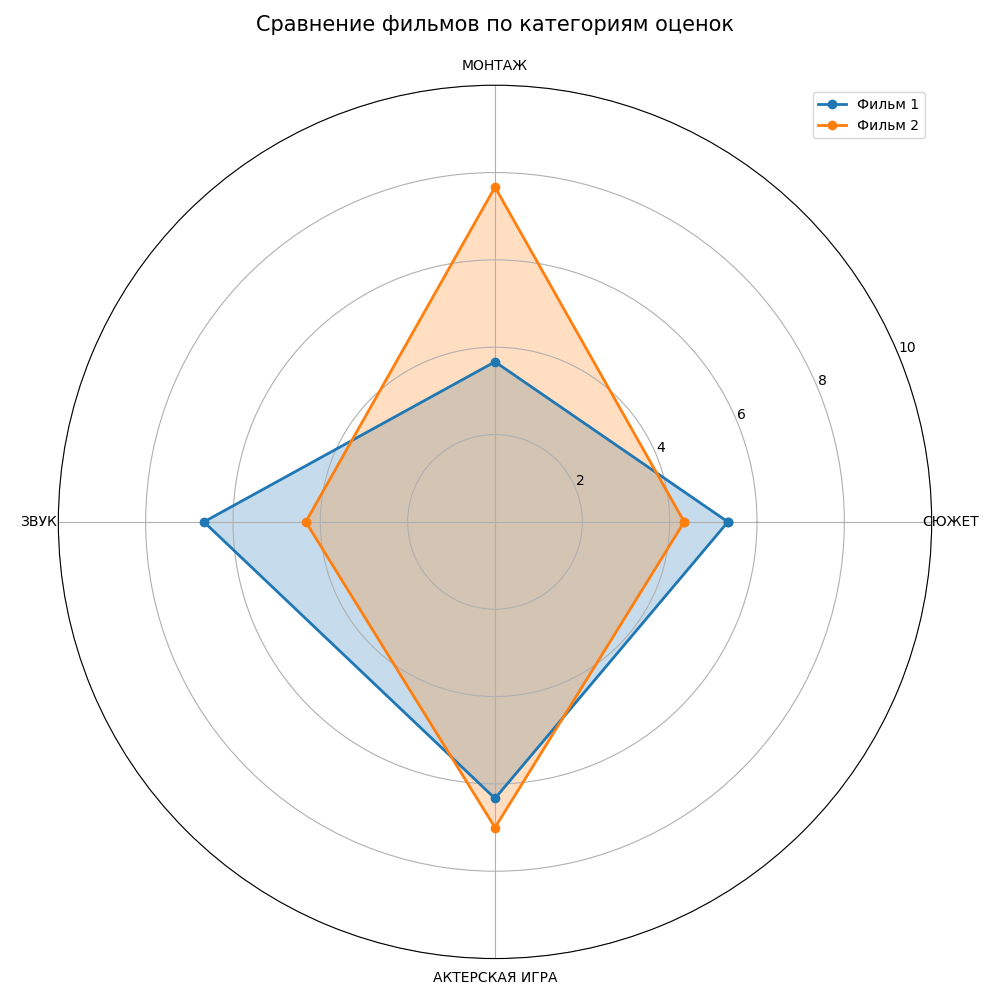 Сравнение фильмов по категориям оценок
МОНТАЖ
Фильм 1
Фильм 2
10
8
6
4
2
ЗВУК
СЮЖЕТ
АКТЕРСКАЯ ИГРА